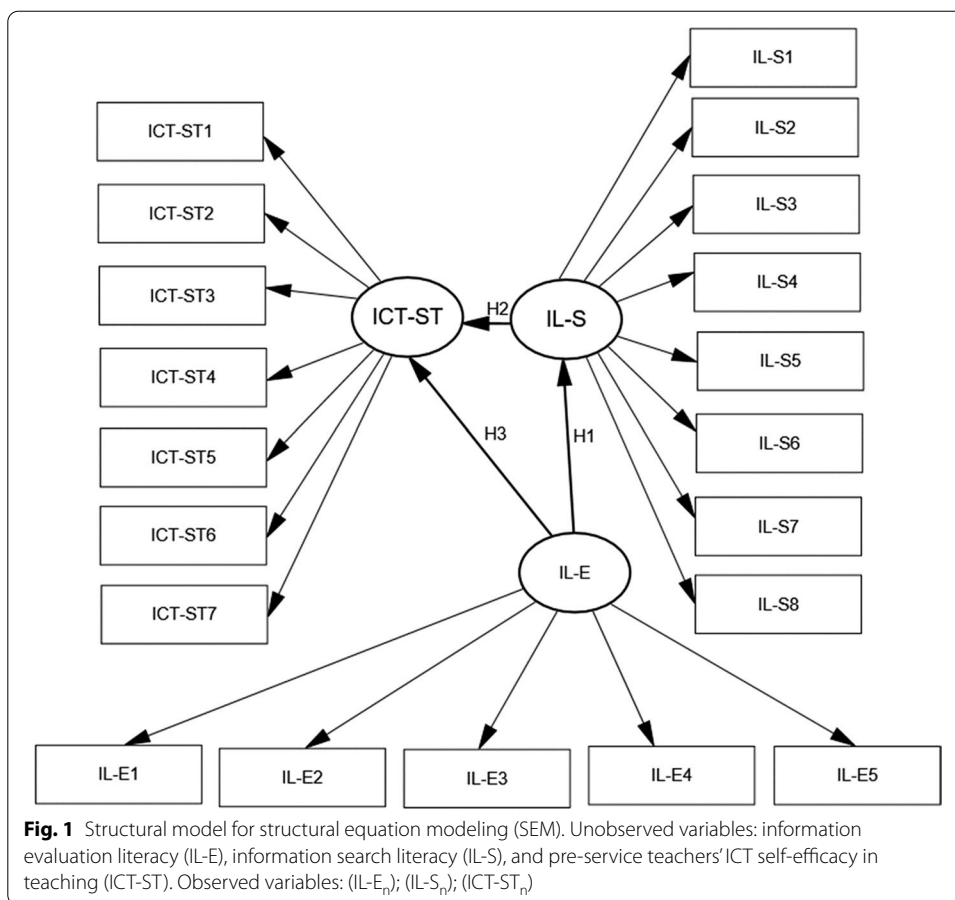 IL-S1
ICT-ST1
IL-S2
ICT-ST2
IL-S3
ICT-ST3
IL-S4
ICT-ST
H2
IL-S
ICT-ST4
IL-S5
H3
H1
ICT-ST5
IL-S6
ICT-ST6
IL-S7
IL-E
ICT-ST7
IL-S8
IL-E1
IL-E2
IL-E3
IL-E4
IL-E5
Fig. 1 Structural model for structural equation modeling (SEM). Unobserved variables: information
evaluation literacy (IL-E), information search literacy (IL-S), and pre-service teachers' ICT self-efficacy in
teaching (ICT-ST). Observed variables: (IL-Eₙ); (IL-Sₙ); (ICT-STₙ)